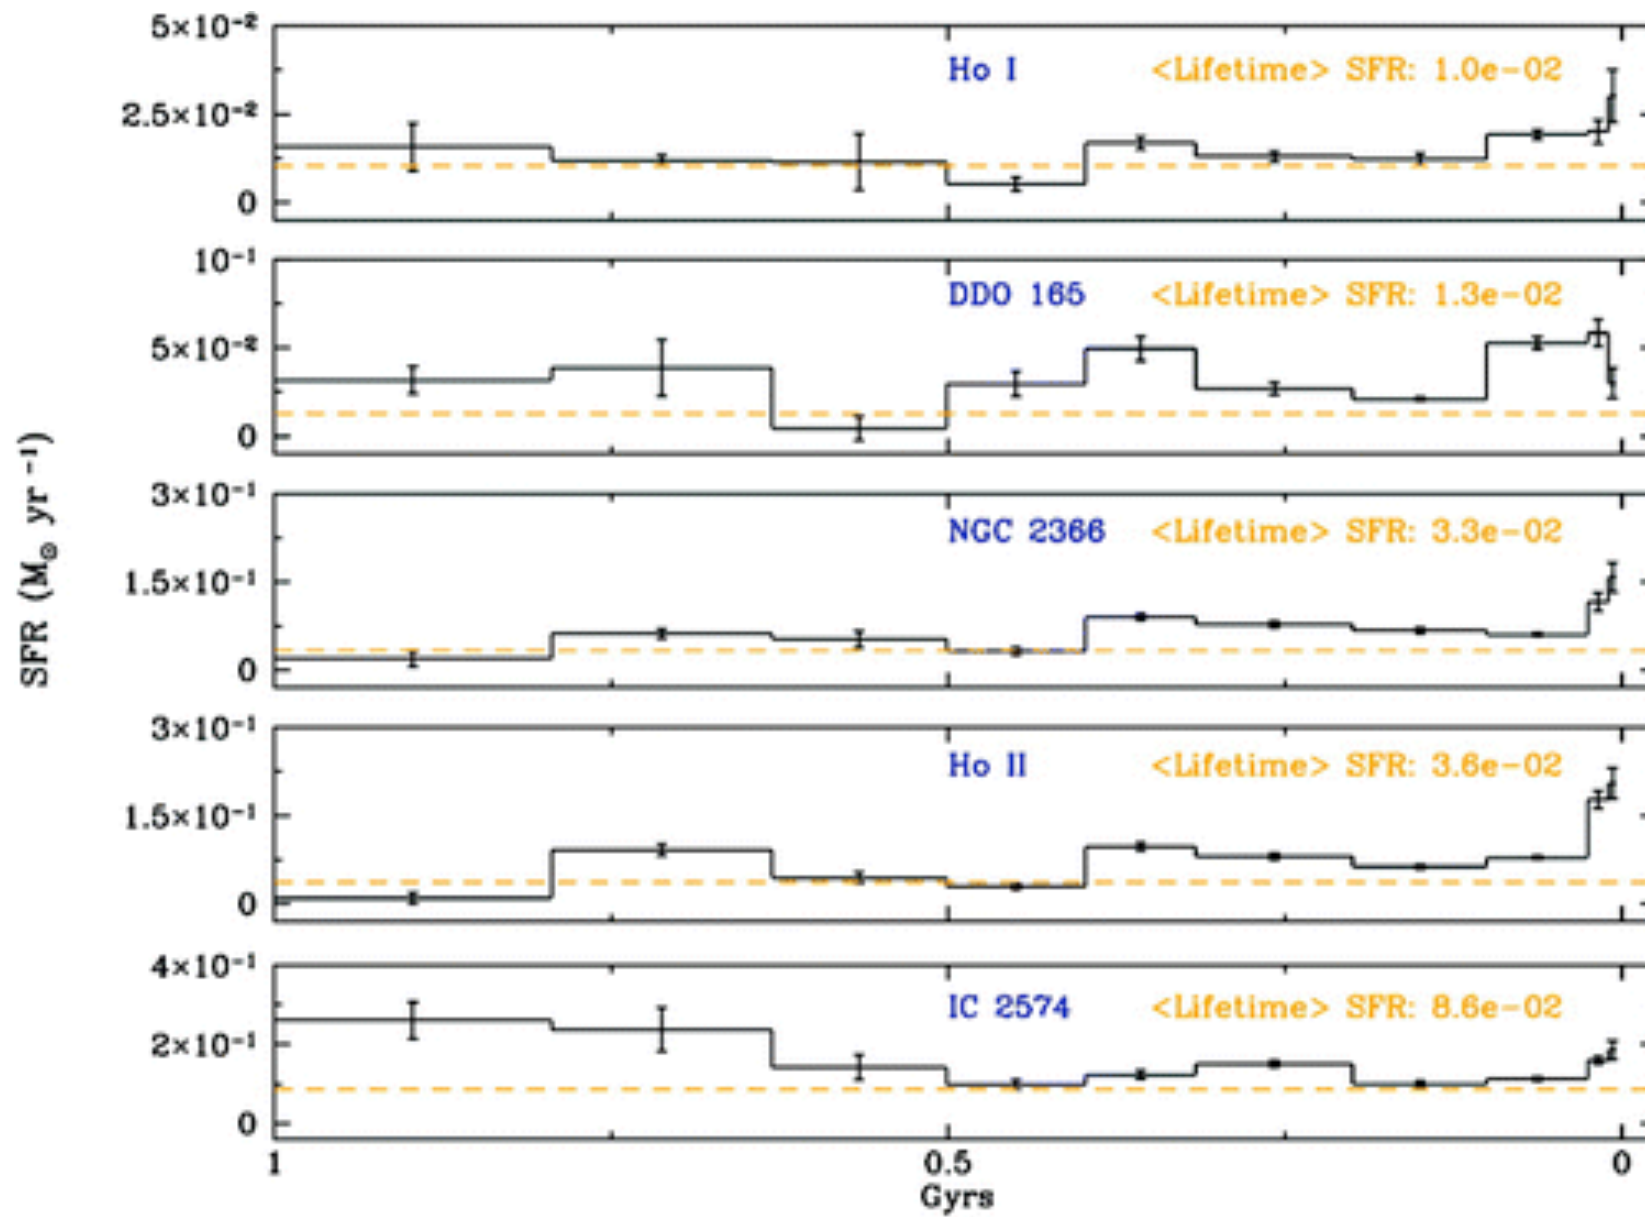 5×10⁻²
Ho I <Lifetime> SFR: 1.0e-02
2.5×10⁻²
0
10⁻¹
DDO 165 <Lifetime> SFR: 1.3e-02
5×10⁻²
0
3×10⁻¹
NGC 2366 <Lifetime> SFR: 3.3e-02
1.5×10⁻¹
0
SFR (M⊙ yr⁻¹)
3×10⁻¹
Ho II <Lifetime> SFR: 3.6e-02
1.5×10⁻¹
0
4×10⁻¹
IC 2574 <Lifetime> SFR: 8.6e-02
2×10⁻¹
0
1 0.5 0
Gyrs